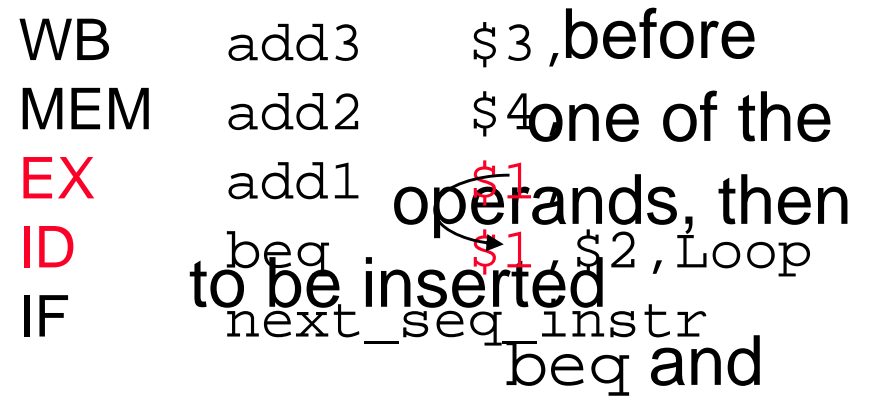 WB add3 $3, before
MEM add2 $4, one of the
EX add1 $1,
operands, then
ID beq $1,$2,Loop
to be inserted
IF next_seq_instr
beq and